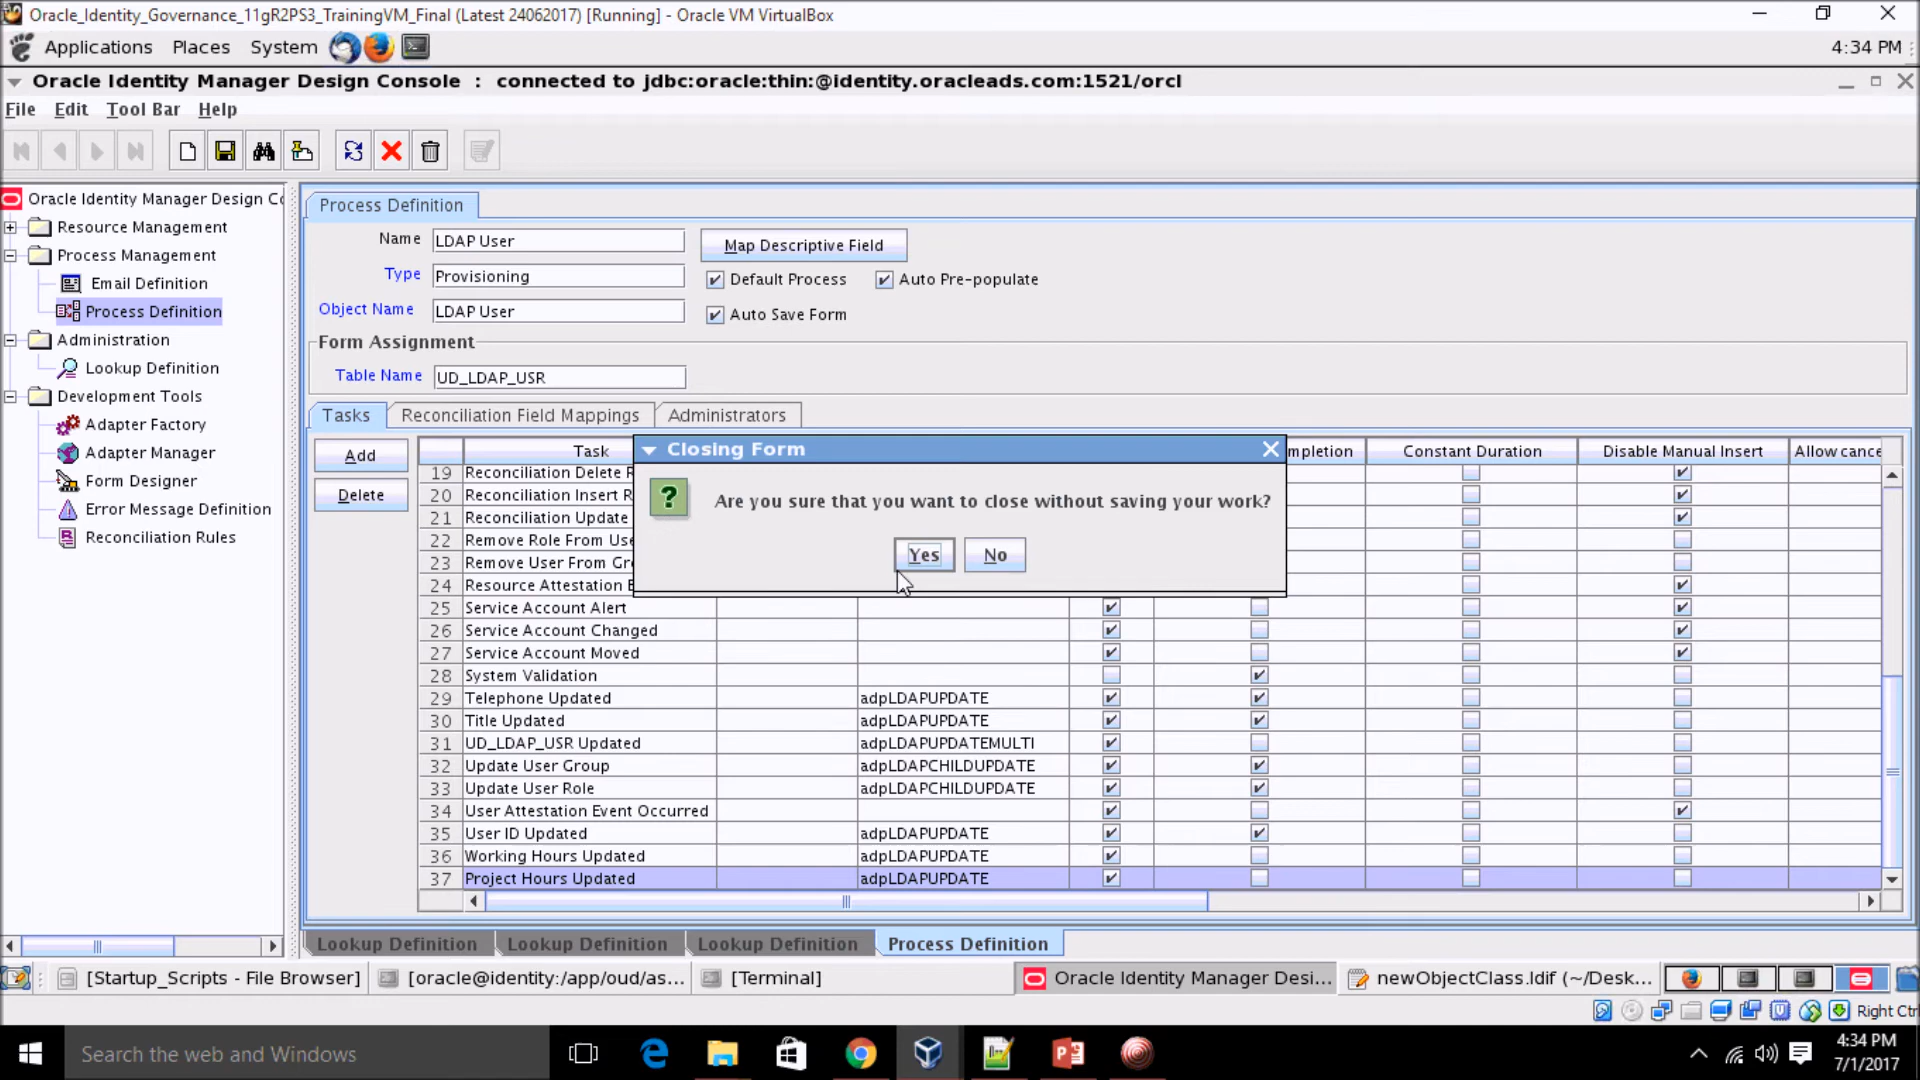 Oracle_Identity_Governance_11gR2PS3_TrainingVM_Final (Latest 24062017) [Running] - Oracle VM VirtualBox
Applications Places System 4:34 PM
Oracle Identity Manager Design Console : connected to jdbc:oracle:thin:@identity.oracleads.com:1521/orcl
File Edit Tool Bar Help
Oracle Identity Manager Design Co
Resource Management
Process Management
Email Definition
Process Definition
Administration
Lookup Definition
Development Tools
Adapter Factory
Adapter Manager
Form Designer
Error Message Definition
Reconciliation Rules
Process Definition
Name LDAP User Map Descriptive Field
Type Provisioning Default Process Auto Pre-populate
Object Name LDAP User Auto Save Form
Form Assignment
Table Name UD_LDAP_USR
Tasks Reconciliation Field Mappings Administrators
Add
Delete
Task mpletion Constant Duration Disable Manual Insert Allow cance
19 Reconciliation Delete R
20 Reconciliation Insert R
21 Reconciliation Update
22 Remove Role From Use
23 Remove User From Gr
24 Resource Attestation E
25 Service Account Alert
26 Service Account Changed
27 Service Account Moved
28 System Validation
29 Telephone Updated adpLDAPUPDATE
30 Title Updated adpLDAPUPDATE
31 UD_LDAP_USR Updated adpLDAPUPDATEMULTI
32 Update User Group adpLDAPCHILDUPDATE
33 Update User Role adpLDAPCHILDUPDATE
34 User Attestation Event Occurred
35 User ID Updated adpLDAPUPDATE
36 Working Hours Updated adpLDAPUPDATE
37 Project Hours Updated adpLDAPUPDATE
Closing Form
Are you sure that you want to close without saving your work?
Yes No
Lookup Definition Lookup Definition Lookup Definition Process Definition
[Startup_Scripts - File Browser] [oracle@identity:/app/oud/as... [Terminal] Oracle Identity Manager Desi... newObjectClass.ldif (~/Desk...
Right Ctrl
Search the web and Windows
4:34 PM
7/1/2017